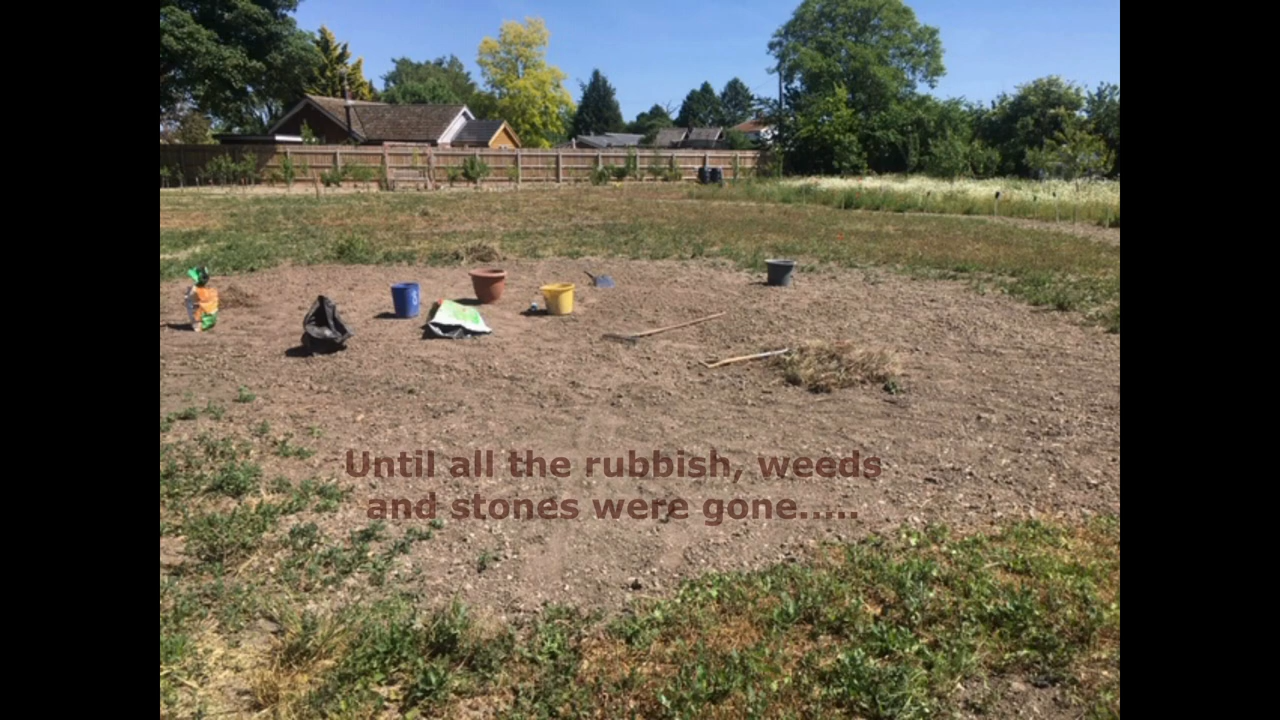 Until all the rubbish, weeds
and stones were gone.....